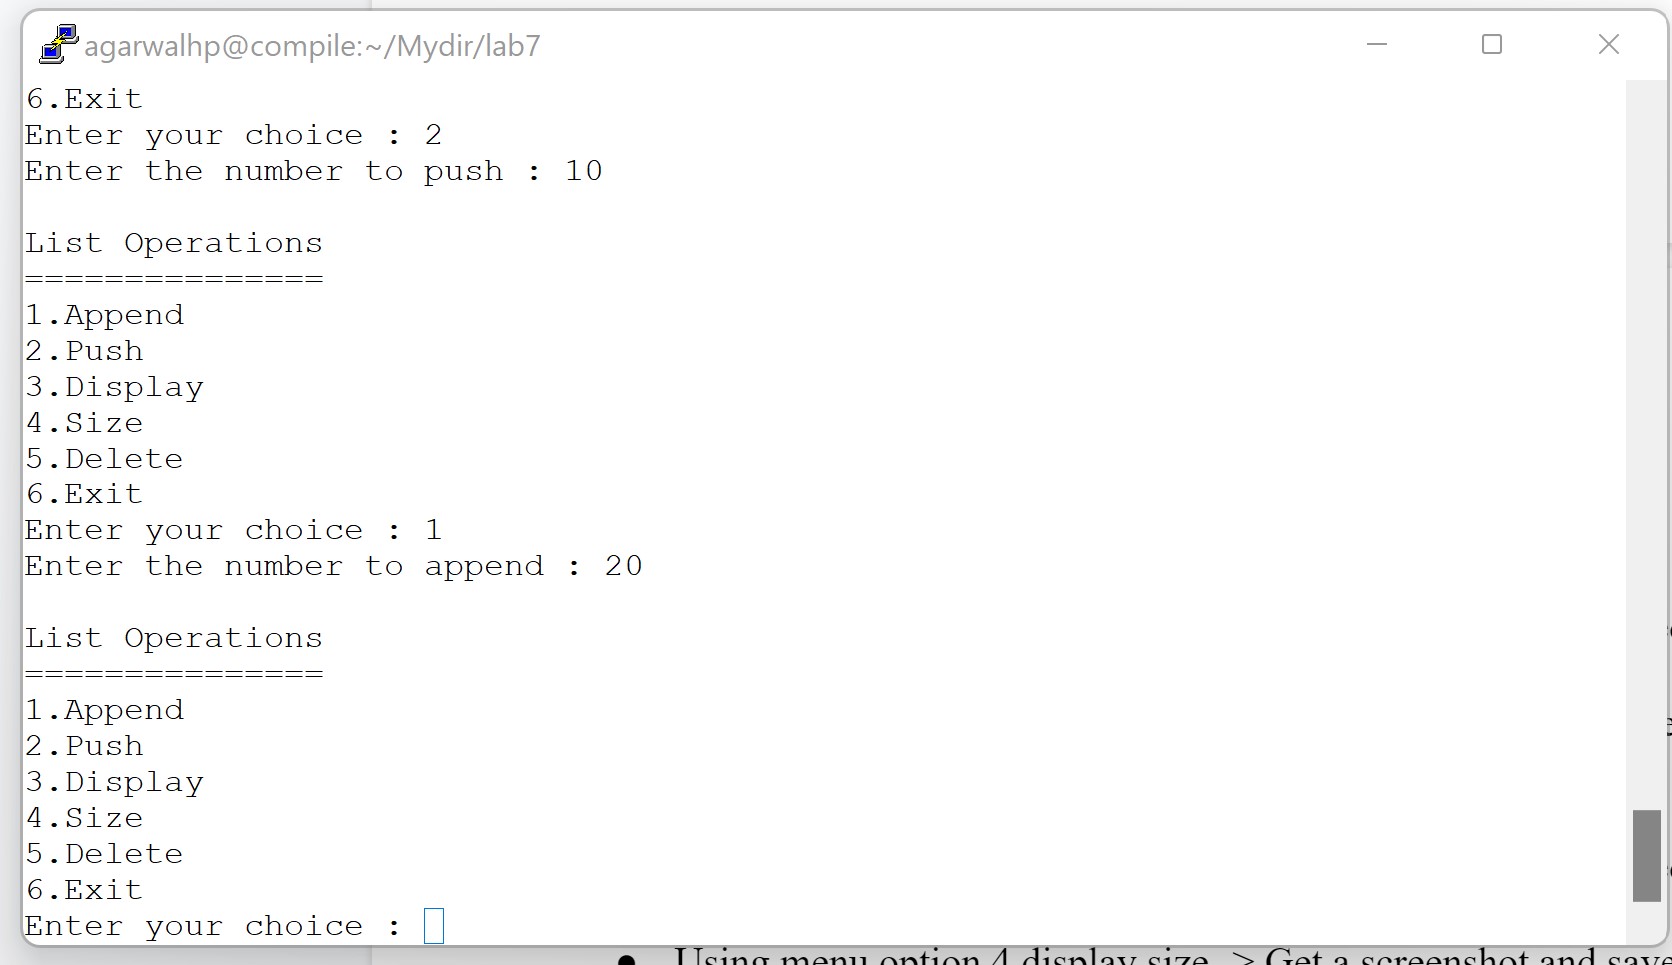 agarwalhp@compile:~/Mydir/lab7
6.Exit
Enter your choice : 2
Enter the number to push : 10
List Operations
===============
1.Append
2.Push
3.Display
4.Size
5.Delete
6.Exit
Enter your choice : 1
Enter the number to append : 20
List Operations
===============
1.Append
2.Push
3.Display
4.Size
5.Delete
6.Exit
Enter your choice :
● Using menu option 4 display size -> Get a screenshot and save